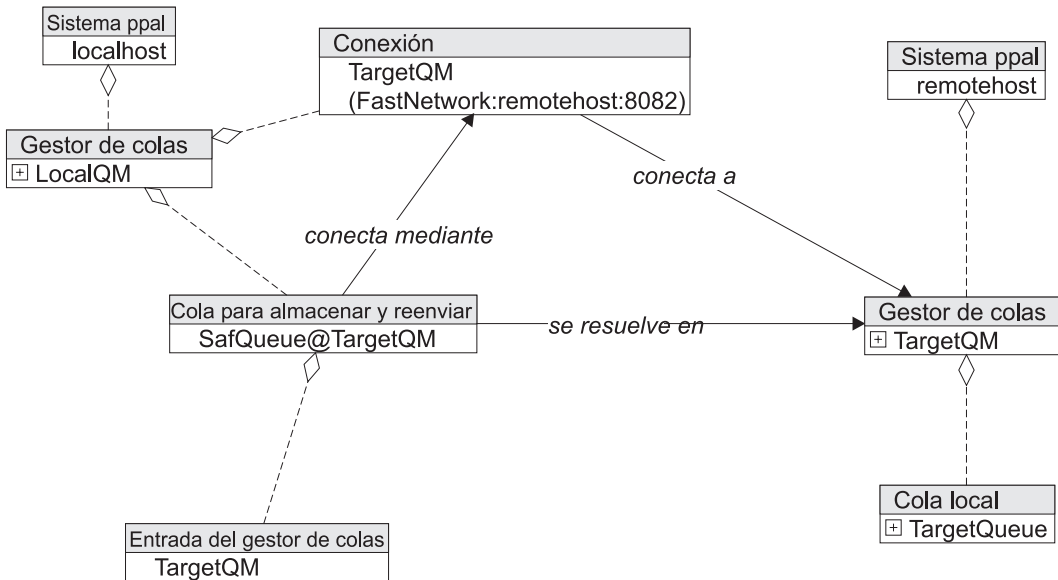 Sistema ppal
localhost
Conexión
TargetQM
(FastNetwork:remotehost:8082)
Sistema ppal
remotehost
Gestor de colas
+ LocalQM
conecta a
conecta mediante
Cola para almacenar y reenviar
SafQueue@TargetQM
se resuelve en
Gestor de colas
+ TargetQM
Cola local
+ TargetQueue
Entrada del gestor de colas
TargetQM